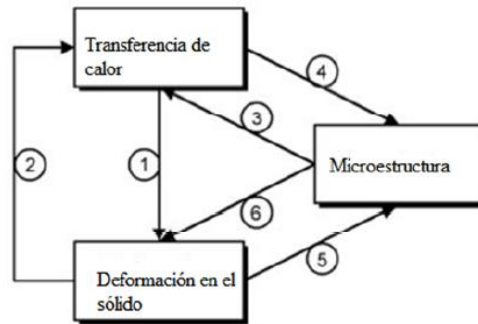 Transferencia de
calor
4
3
2
1
Microestructura
6
5
Deformación en el
sólido